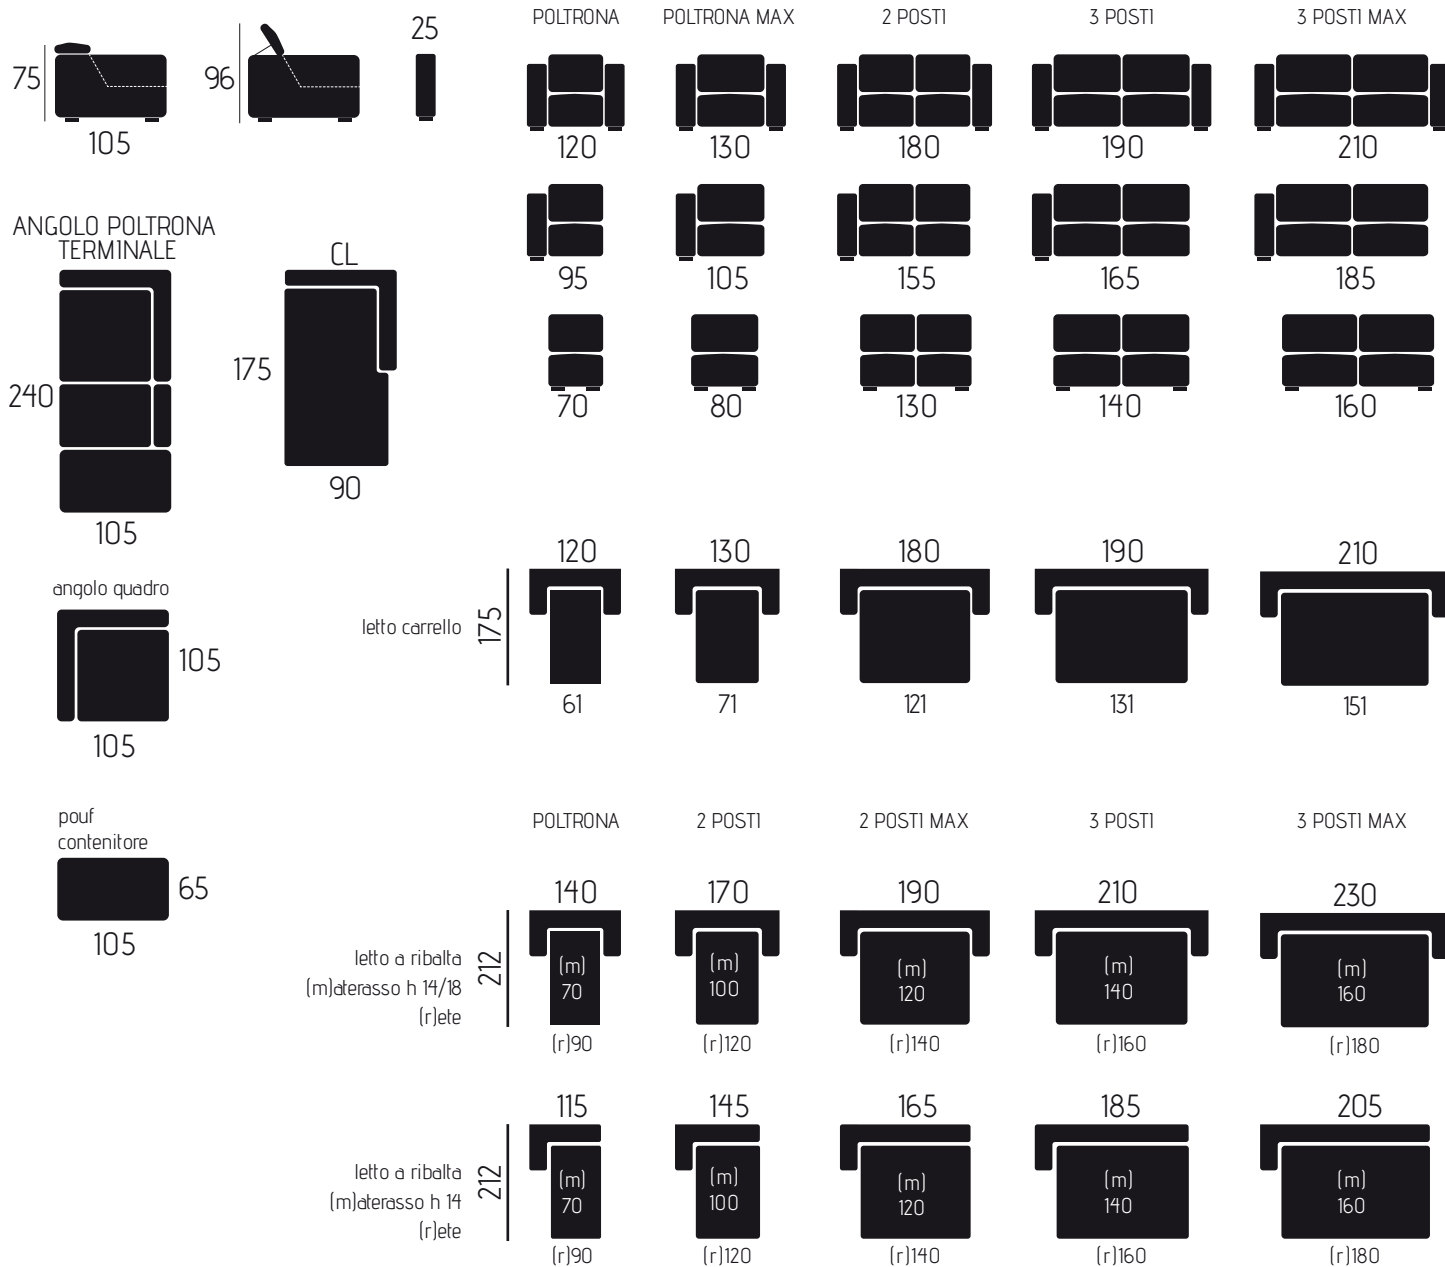 POLTRONA POLTRONA MAX 2 POSTI 3 POSTI 3 POSTI MAX
75 96 25
105
120 130 180 190 210
ANGOLO POLTRONA
TERMINALE
CL
95 105 155 165 185
240 175
70 80 130 140 160
90
105
120 130 180 190 210
angolo quadro
letto carrello 175
105
61 71 121 131 151
105
pouf
contenitore
POLTRONA 2 POSTI 2 POSTI MAX 3 POSTI 3 POSTI MAX
65
105
140 170 190 210 230
letto a ribalta
(m)aterasso h 14/18
(r)ete
212
(m) (m) (m) (m) (m)
70 100 120 140 160
(r)90 (r)120 (r)140 (r)160 (r)180
115 145 165 185 205
letto a ribalta
(m)aterasso h 14
(r)ete
212
(m) (m) (m) (m) (m)
70 100 120 140 160
(r)90 (r)120 (r)140 (r)160 (r)180